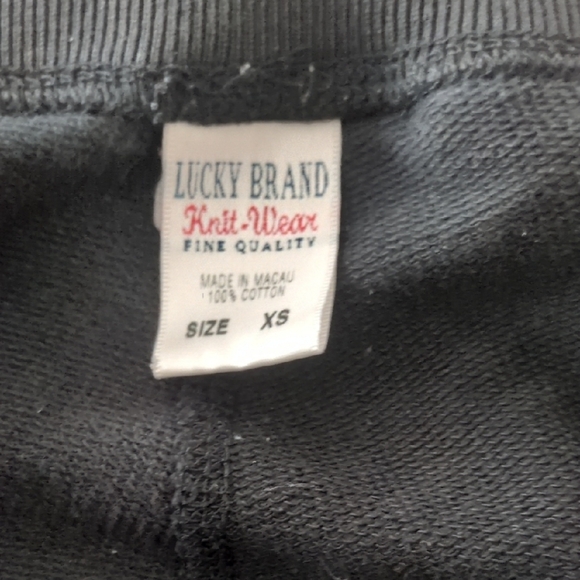 LUCKY BRAND
Knit-Wear
FINE QUALITY
MADE IN MACAU
100% COTTON
SIZE XS